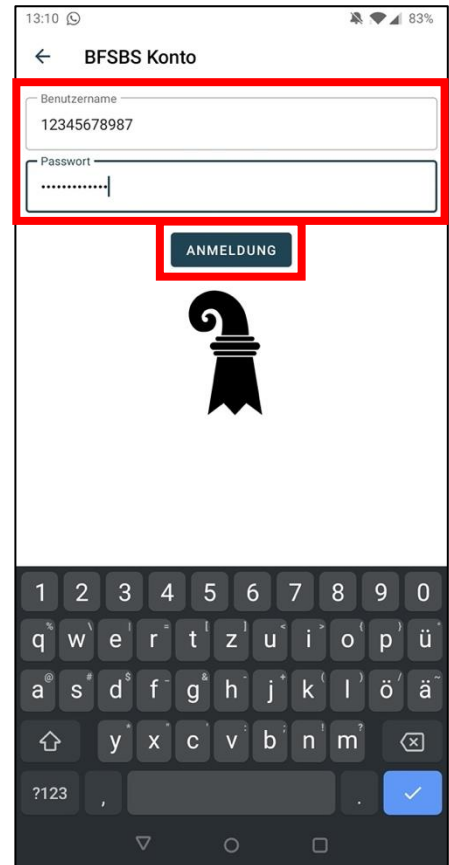 13:10 83%
BFSBS Konto
Benutzername
12345678987
Passwort
•••••••••••••
ANMELDUNG
1 2 3 4 5 6 7 8 9 0
q w e r t z u i o p ü
a s d f g h j k l ö ä
y x c v b n m
?123 , .